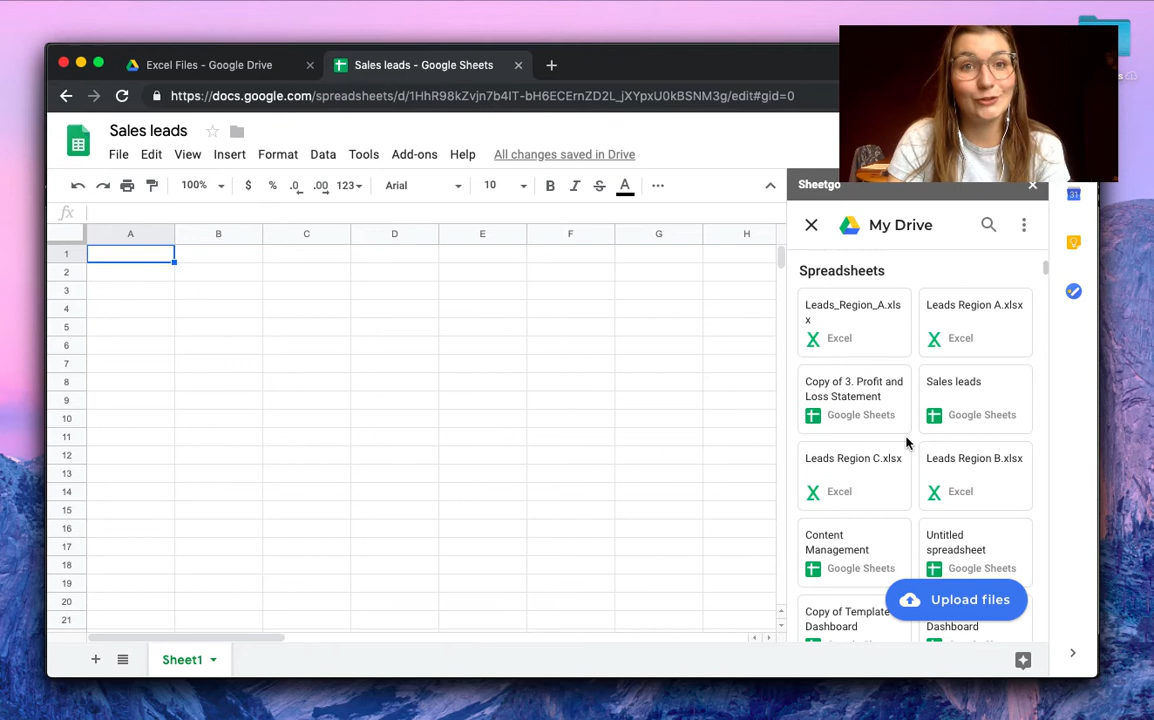 Excel Files - Google Drive
Sales leads - Google Sheets
https://docs.google.com/spreadsheets/d/1HhR98kZvjn7b4IT-bH6ECErnZD2L_jXYpxU0kBSNM3g/edit#gid=0
Sales leads
File Edit View Insert Format Data Tools Add-ons Help All changes saved in Drive
100% $ % .0 .00 123 Arial 10 B I S A
fx
Sheetgo
31
My Drive
A B C D E F G H
1
2
3
4
5
6
7
8
9
10
11
12
13
14
15
16
17
18
19
20
21
Spreadsheets
Leads_Region_A.xls
x
Excel
Leads Region A.xlsx
Excel
Copy of 3. Profit and
Loss Statement
Google Sheets
Sales leads
Google Sheets
Leads Region C.xlsx
Excel
Leads Region B.xlsx
Excel
Content
Management
Google Sheets
Untitled
spreadsheet
Google Sheets
Copy of Template
Dashboard
Dashboard
Upload files
Sheet1